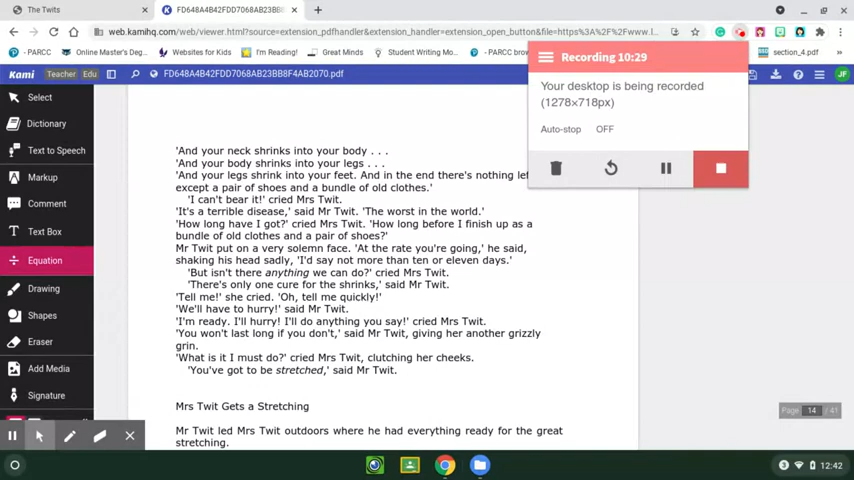 The Twits
FD648A4B42FD7068AB23BB8F
web.kamihq.com/web/viewer.html?source=extension_pdfhandler&extension_handler=extension_open_button&file=https%3A%2F%2Fwww.l...
PARCC
Online Master's Deg...
Websites for Kids
I'm Reading!
Great Minds
Student Writing Mo...
PARCC brow
section_4.pdf
Recording 10:29
Kami
Teacher
Edu
FD648A4B42FD7068AB23BB8F4AB2070.pdf
JF
Your desktop is being recorded
(1278×718px)
Auto-stop
OFF
Select
Dictionary
Text to Speech
Markup
Comment
Text Box
Equation
Drawing
Shapes
Eraser
Add Media
Signature
'And your neck shrinks into your body . . .
'And your body shrinks into your legs . . .
'And your legs shrink into your feet. And in the end there's nothing lef
except a pair of shoes and a bundle of old clothes.'
'I can't bear it!' cried Mrs Twit.
'It's a terrible disease,' said Mr Twit. 'The worst in the world.'
'How long have I got?' cried Mrs Twit. 'How long before I finish up as a
bundle of old clothes and a pair of shoes?'
Mr Twit put on a very solemn face. 'At the rate you're going,' he said,
shaking his head sadly, 'I'd say not more than ten or eleven days.'
'But isn't there anything we can do?' cried Mrs Twit.
'There's only one cure for the shrinks,' said Mr Twit.
'Tell me!' she cried. 'Oh, tell me quickly!'
'We'll have to hurry!' said Mr Twit.
'I'm ready. I'll hurry! I'll do anything you say!' cried Mrs Twit.
'You won't last long if you don't,' said Mr Twit, giving her another grizzly
grin.
'What is it I must do?' cried Mrs Twit, clutching her cheeks.
'You've got to be stretched,' said Mr Twit.
Mrs Twit Gets a Stretching
Mr Twit led Mrs Twit outdoors where he had everything ready for the great
stretching.
Page 14 / 41
3
12:42